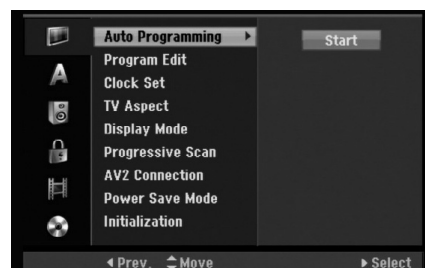 Auto Programming Start
Program Edit
Clock Set
TV Aspect
Display Mode
Progressive Scan
AV2 Connection
Power Save Mode
Initialization
Prev. Move Select